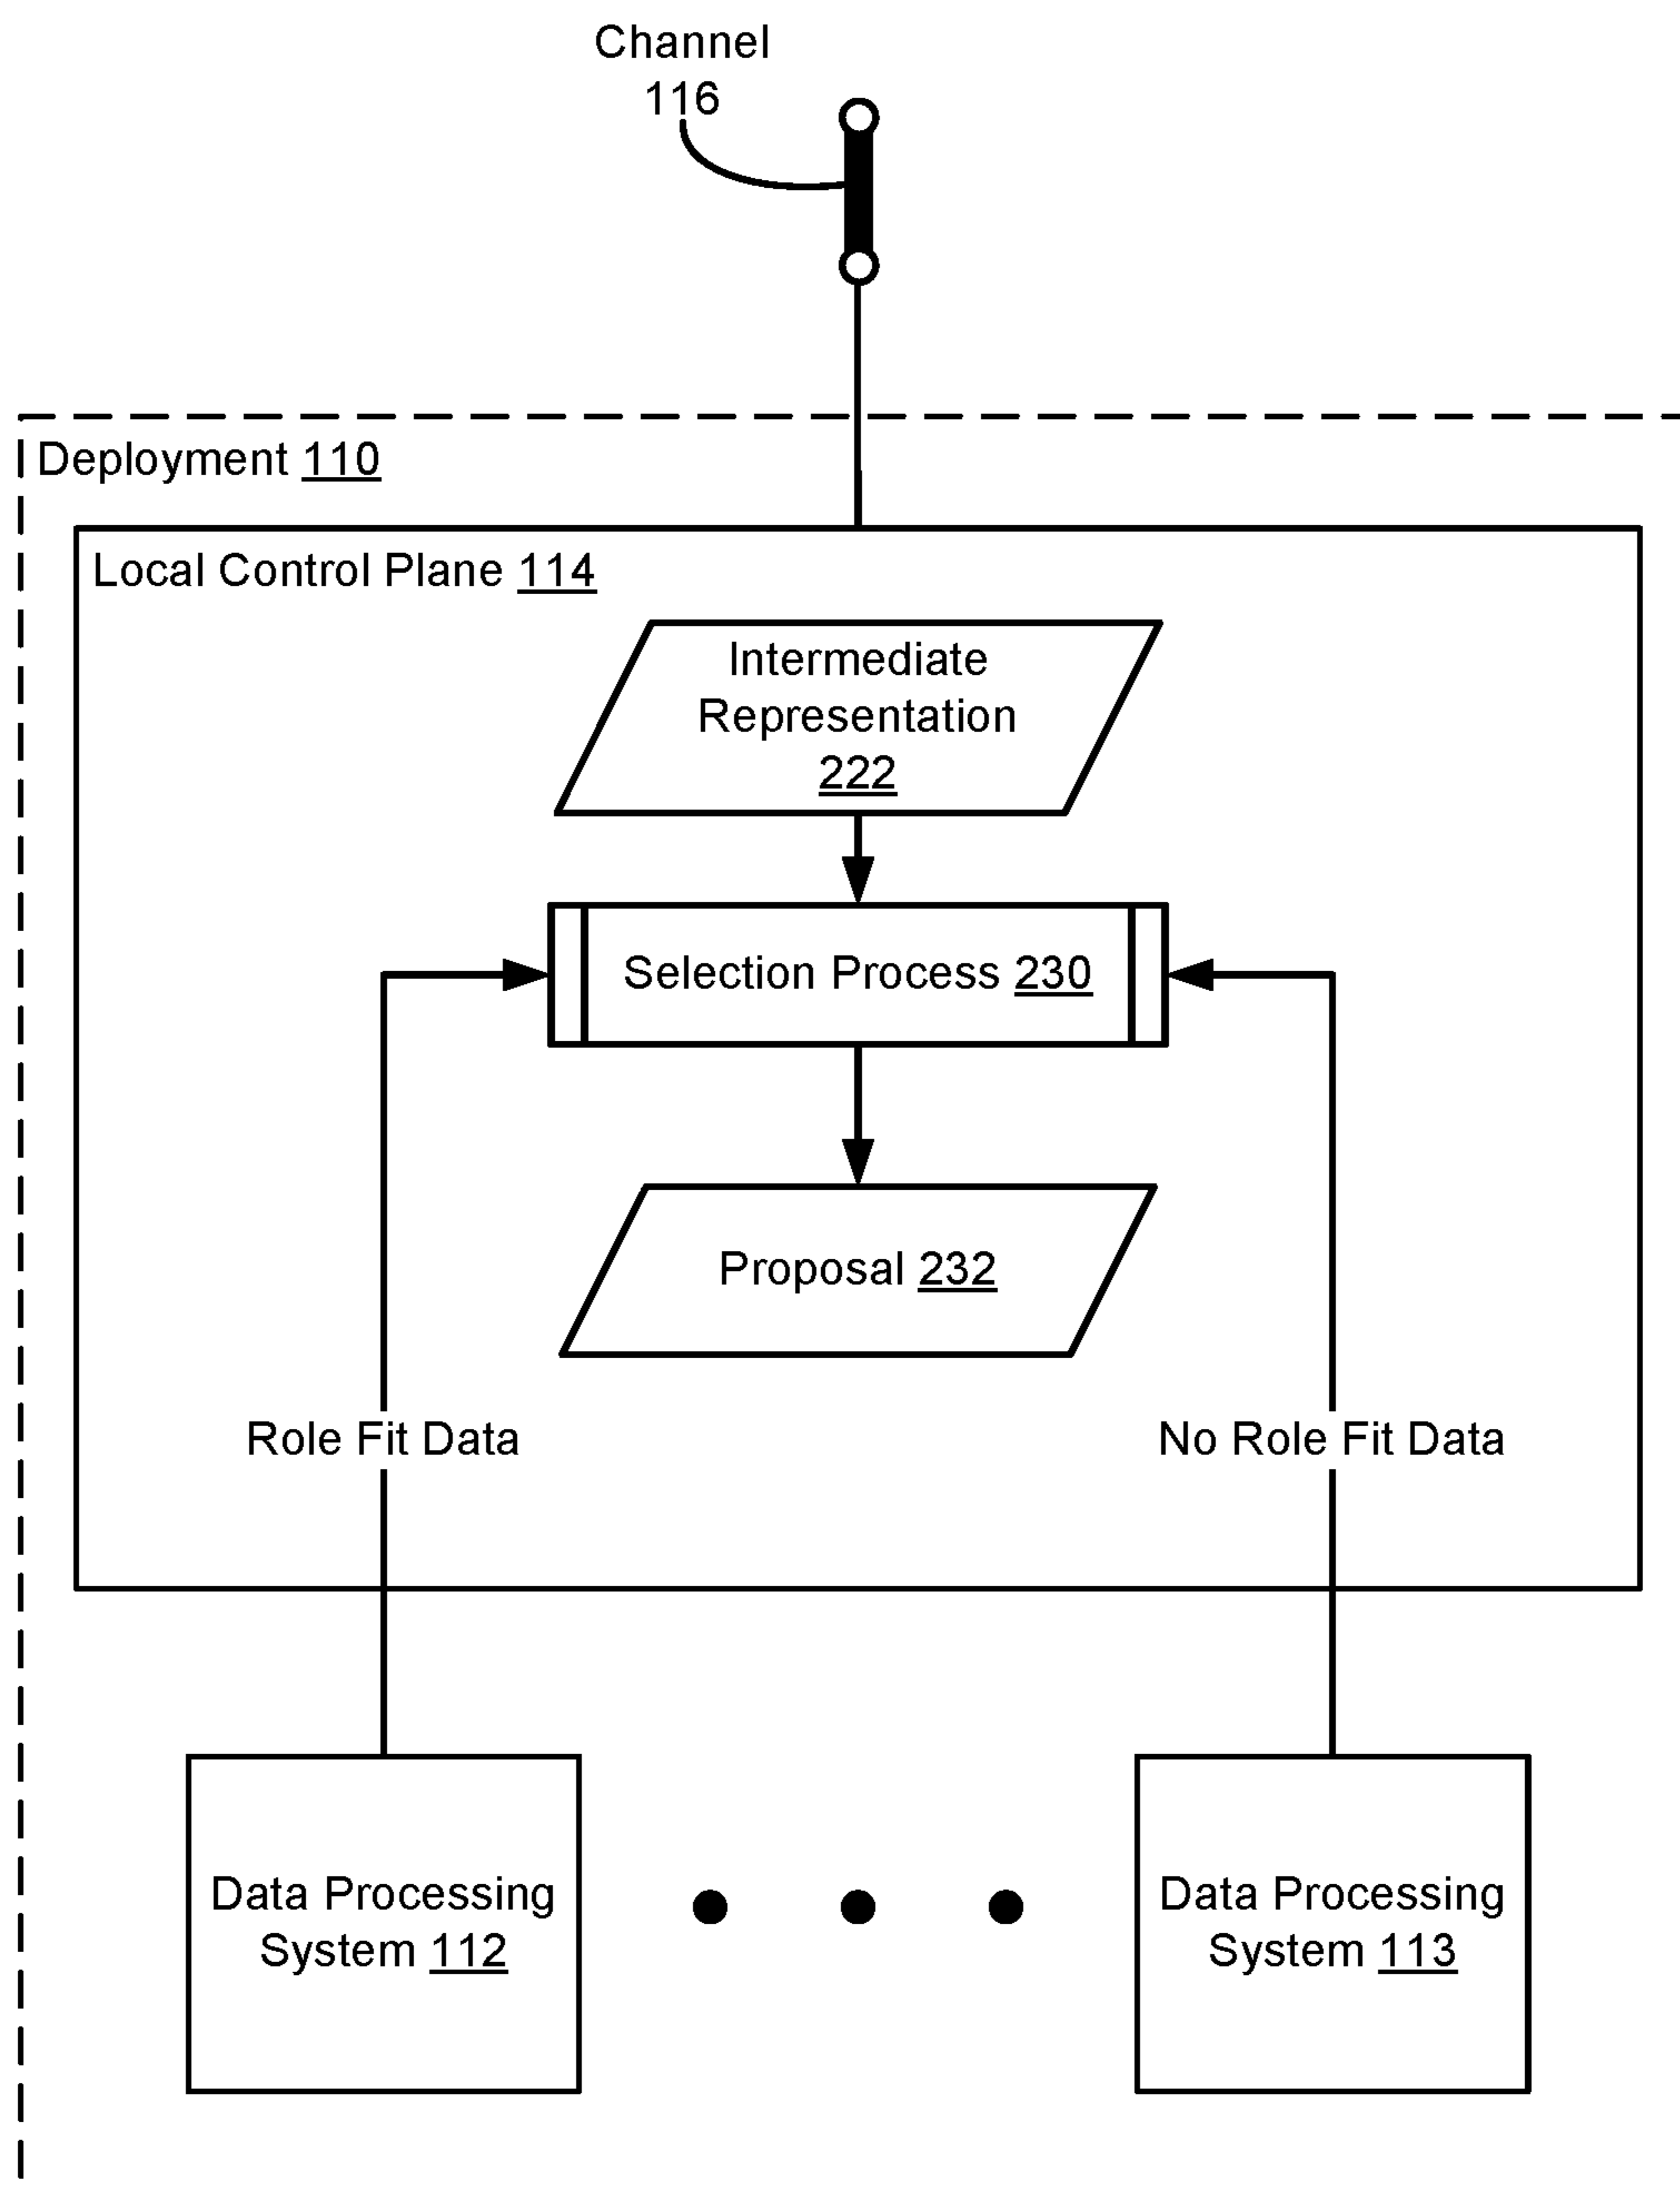 Channel
116
Deployment 110
Local Control Plane 114
Intermediate
Representation
222
Selection Process 230
Proposal 232
Role Fit Data
No Role Fit Data
Data Processing
System 112
Data Processing
System 113